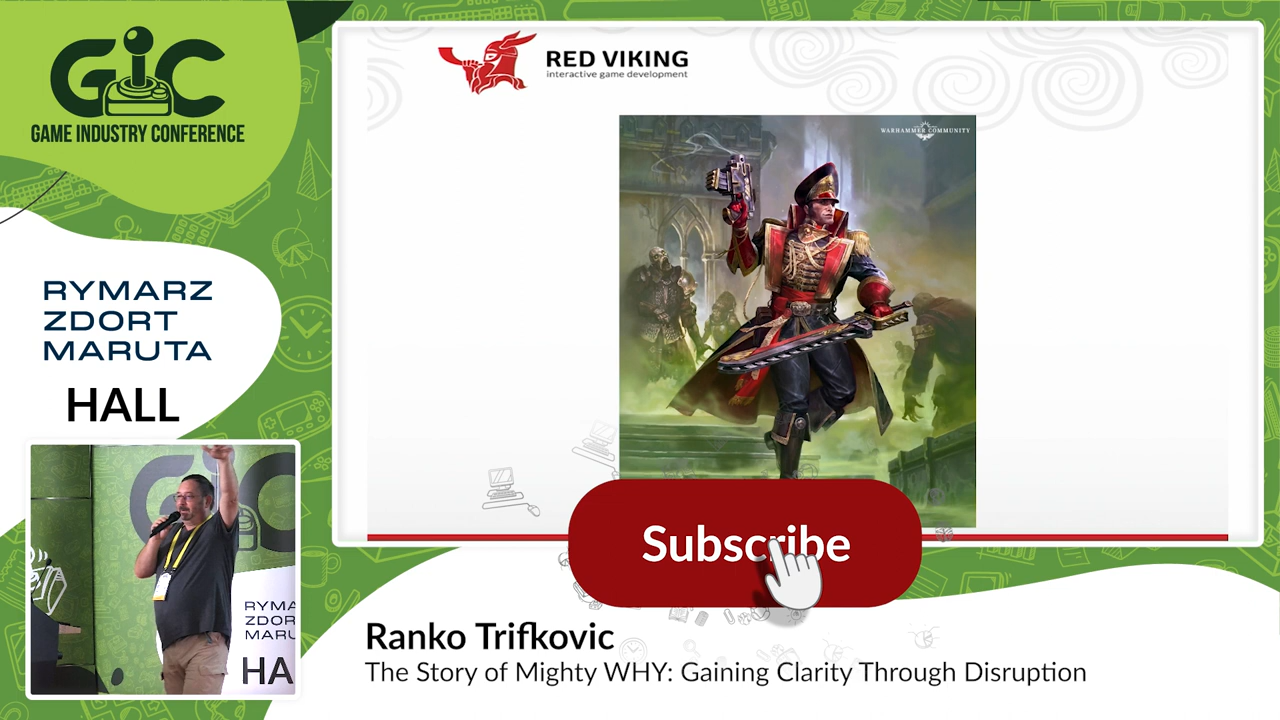 GIC
GAME INDUSTRY CONFERENCE
RYMARZ
ZDORT
MARUTA
HALL
RED VIKING
interactive game development
WARHAMMER COMMUNITY
Subscribe
GIC
RYMA
ZDOR
MARU
HA
Ranko Trifkovic
The Story of Mighty WHY: Gaining Clarity Through Disruption